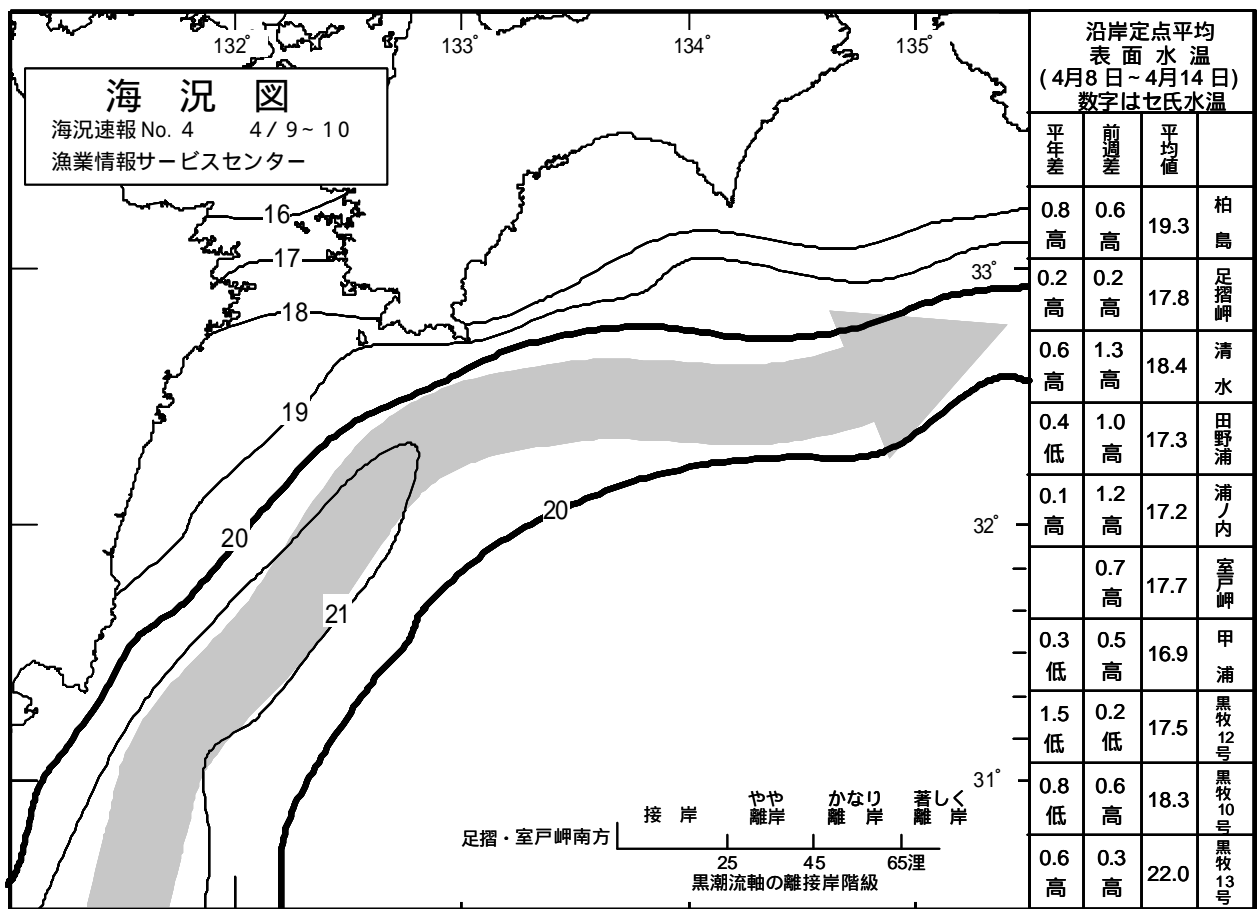 132°
133°
134°
135°
海 況 図
海況速報 No. 4 4/9~10
漁業情報サービスセンター
16
17
18
19
20
21
20
33°
32°
31°
接 岸
やや離岸
かなり離岸
著しく離岸
足摺・室戸岬南方
25 45 65浬
黒潮流軸の離接岸階級
沿岸定点平均
表 面 水 温
(4月8日~4月14日)
数字はセ氏水温
平年差 前週差 平均値
0.8高 0.6高 19.3 柏島
0.2高 0.2高 17.8 足摺岬
0.6高 1.3高 18.4 清水
0.4低 1.0高 17.3 田野浦
0.1高 1.2高 17.2 浦ノ内
0.7高 17.7 室戸岬
0.3低 0.5高 16.9 甲浦
1.5低 0.2低 17.5 黒牧12号
0.8低 0.6高 18.3 黒牧10号
0.6高 0.3高 22.0 黒牧13号